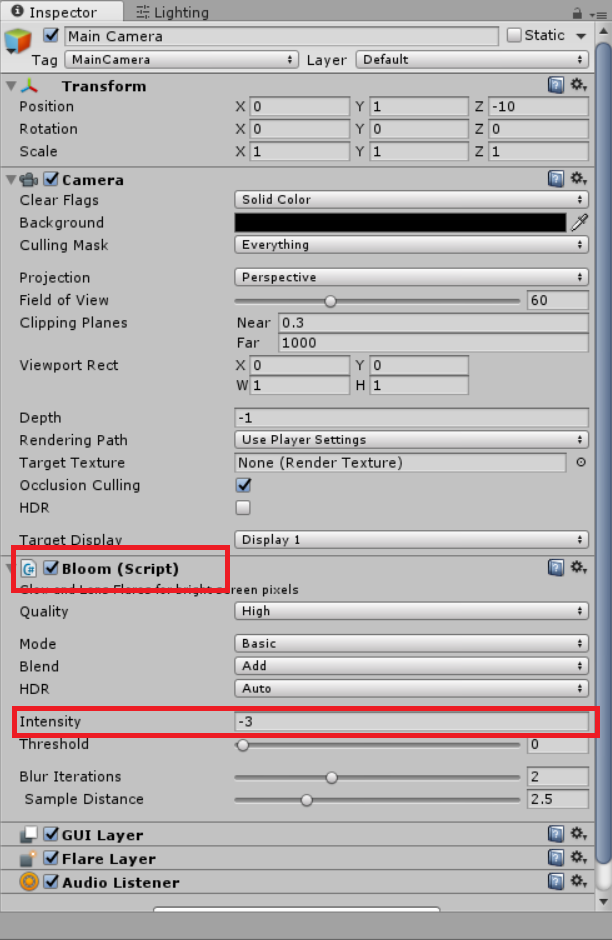 Inspector Lighting
Main Camera Static
Tag MainCamera Layer Default
Transform
Position X 0 Y 1 Z -10
Rotation X 0 Y 0 Z 0
Scale X 1 Y 1 Z 1
Camera
Clear Flags Solid Color
Background
Culling Mask Everything
Projection Perspective
Field of View 60
Clipping Planes Near 0.3
Far 1000
Viewport Rect X 0 Y 0
W 1 H 1
Depth -1
Rendering Path Use Player Settings
Target Texture None (Render Texture)
Occlusion Culling
HDR
Target Display Display 1
Bloom (Script)
Glow and Lens Flares for bright screen pixels
Quality High
Mode Basic
Blend Add
HDR Auto
Intensity -3
Threshold 0
Blur Iterations 2
Sample Distance 2.5
GUI Layer
Flare Layer
Audio Listener